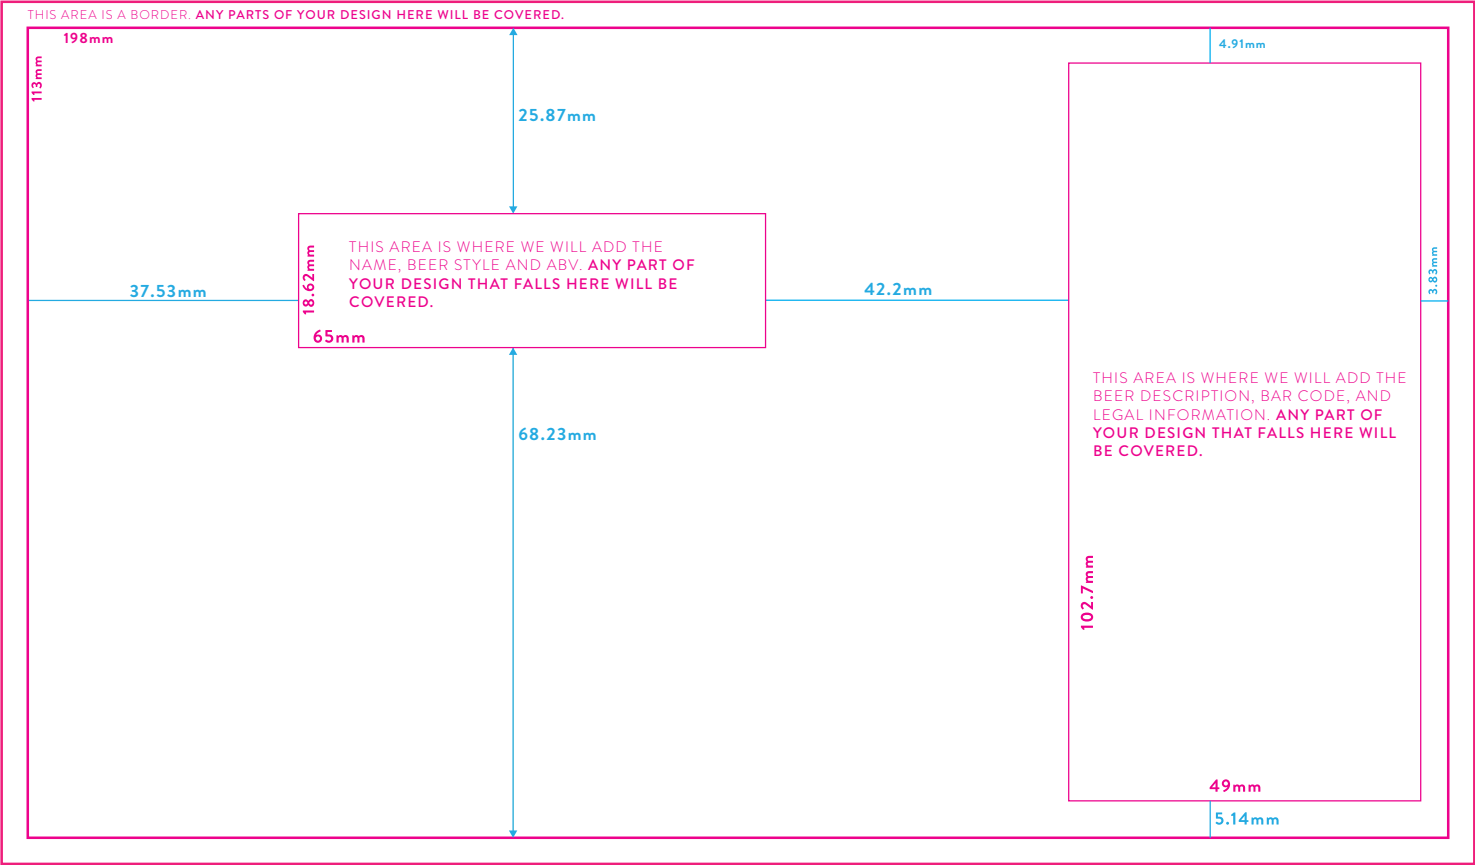 THIS AREA IS A BORDER. ANY PARTS OF YOUR DESIGN HERE WILL BE COVERED.
198mm
4.91mm
113mm
25.87mm
THIS AREA IS WHERE WE WILL ADD THE
NAME, BEER STYLE AND ABV. ANY PART OF
YOUR DESIGN THAT FALLS HERE WILL BE
COVERED.
18.62mm
65mm
37.53mm
42.2mm
3.83mm
68.23mm
THIS AREA IS WHERE WE WILL ADD THE
BEER DESCRIPTION, BAR CODE, AND
LEGAL INFORMATION. ANY PART OF
YOUR DESIGN THAT FALLS HERE WILL
BE COVERED.
102.7mm
49mm
5.14mm